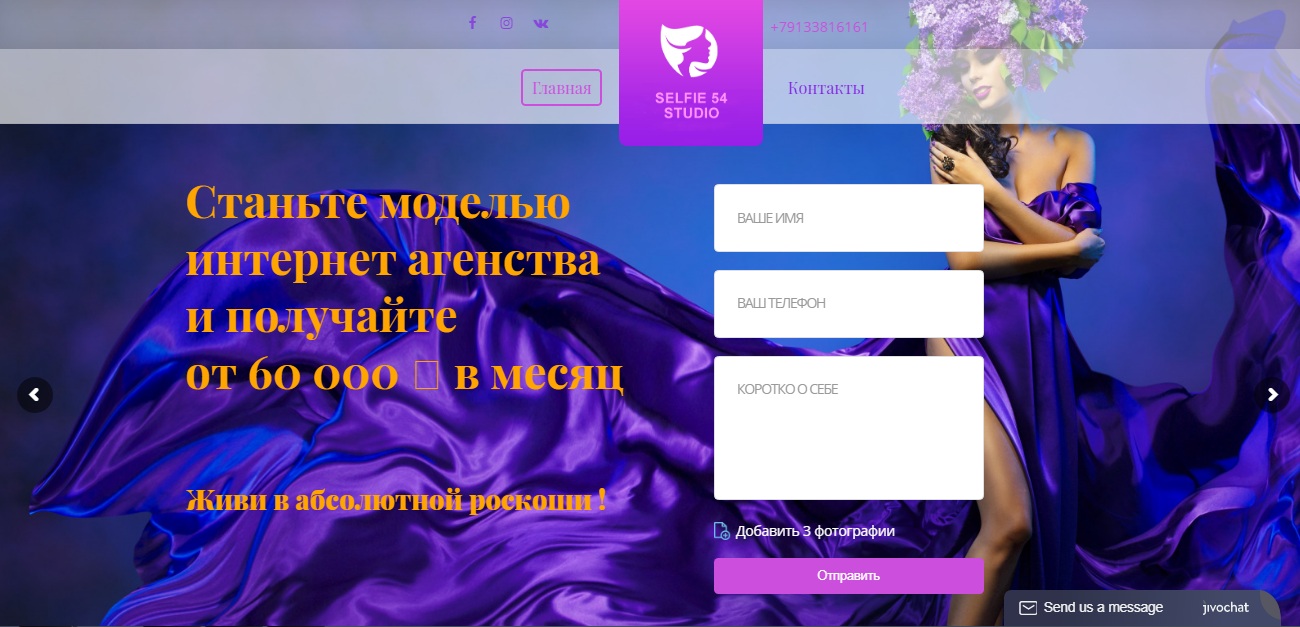 +79133816161
Главная
SELFIE 54
STUDIO
Контакты
Станьте моделью
интернет агенства
и получайте
от 60 000 в месяц
Живи в абсолютной роскоши !
ВАШЕ ИМЯ
ВАШ ТЕЛЕФОН
КОРОТКО О СЕБЕ
Добавить 3 фотографии
Отправить
Send us a message jivochat